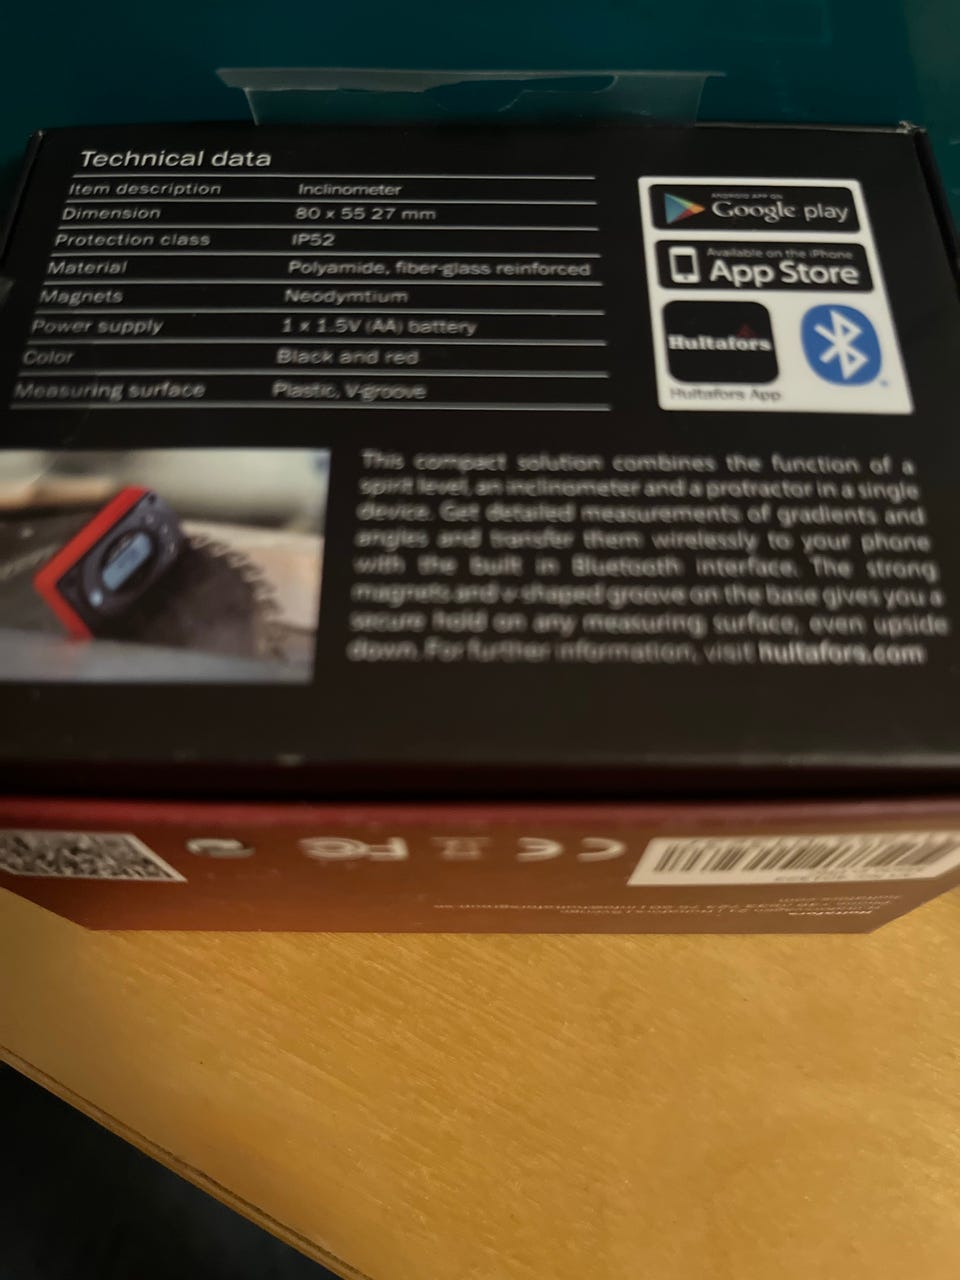 Technical data
Item description Inclinometer
Dimension 80 x 55 27 mm
Protection class IP52
Material Polyamide, fiber-glass reinforced
Magnets Neodymtium
Power supply 1 x 1.5V (AA) battery
Color Black and red
Measuring surface Plastic, V-groove
ANDROID APP ON
Google play
Available on the iPhone
App Store
Hultafors
Hultafors App
This compact solution combines the function of a
spirit level, an inclinometer and a protractor in a single
device. Get detailed measurements of gradients and
angles and transfer them wirelessly to your phone
with the built in Bluetooth interface. The strong
magnets and v-shaped groove on the base gives you a
secure hold on any measuring surface, even upside
down. For further information, visit hultafors.com
FC CE
Hultafors